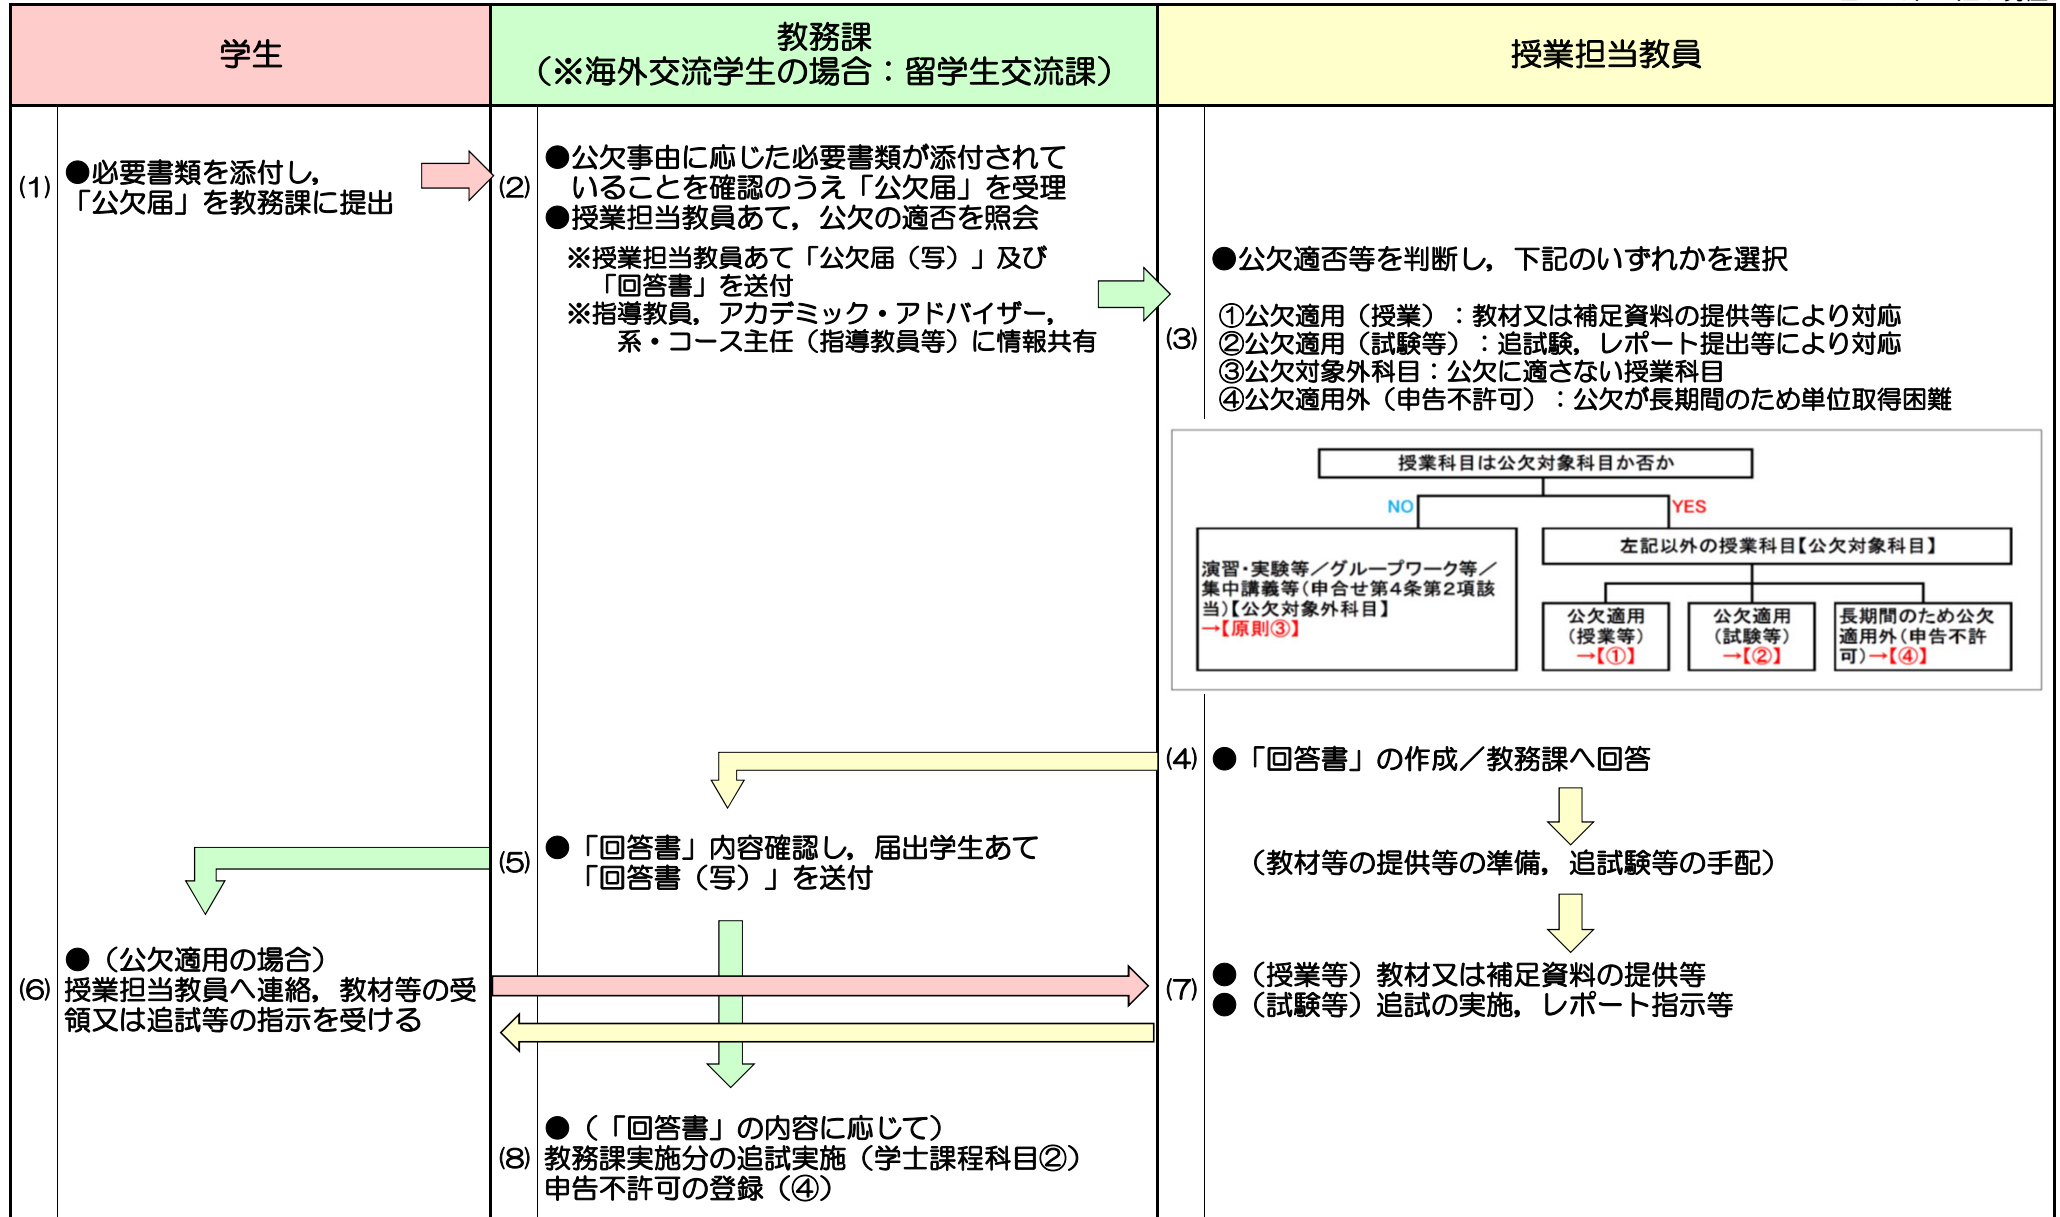 学生
教務課
(※海外交流学生の場合：留学生交流課)
授業担当教員
(1)
●必要書類を添付し，
「公欠届」を教務課に提出
(2)
●公欠事由に応じた必要書類が添付されて
いることを確認のうえ「公欠届」を受理
●授業担当教員あて，公欠の適否を照会
※授業担当教員あて「公欠届（写）」及び
「回答書」を送付
※指導教員，アカデミック・アドバイザー，
系・コース主任（指導教員等）に情報共有
(3)
●公欠適否等を判断し，下記のいずれかを選択
①公欠適用（授業）：教材又は補足資料の提供等により対応
②公欠適用（試験等）：追試験，レポート提出等により対応
③公欠対象外科目：公欠に適さない授業科目
④公欠適用外（申告不許可）：公欠が長期間のため単位取得困難
授業科目は公欠対象科目か否か
NO
YES
演習・実験等／グループワーク等／
集中講義等（申合せ第4条第2項該
当）【公欠対象外科目】
→【原則③】
左記以外の授業科目【公欠対象科目】
公欠適用
（授業等）
→【①】
公欠適用
（試験等）
→【②】
長期間のため公欠
適用外（申告不許
可）→【④】
(4)
●「回答書」の作成／教務課へ回答
（教材等の提供等の準備，追試験等の手配）
(5)
●「回答書」内容確認し，届出学生あて
「回答書（写）」を送付
(6)
●（公欠適用の場合）
授業担当教員へ連絡，教材等の受
領又は追試等の指示を受ける
(7)
●（授業等）教材又は補足資料の提供等
●（試験等）追試の実施，レポート指示等
(8)
●（「回答書」の内容に応じて）
教務課実施分の追試実施（学士課程科目②）
申告不許可の登録（④）